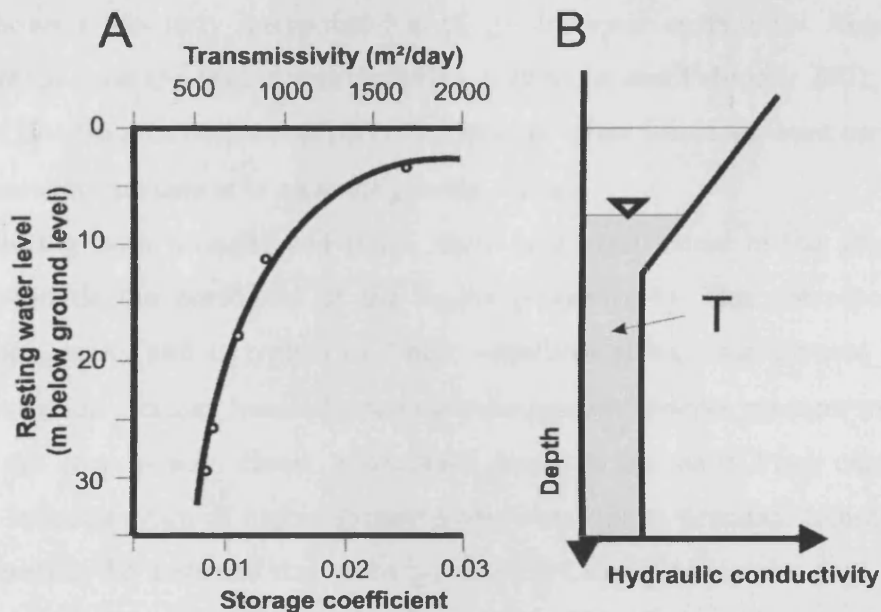 A
Transmissivity (m²/day)
500 1000 1500 2000
Resting water level
(m below ground level)
0
10
20
30
0.01 0.02 0.03
Storage coefficient
B
T
Depth
Hydraulic conductivity